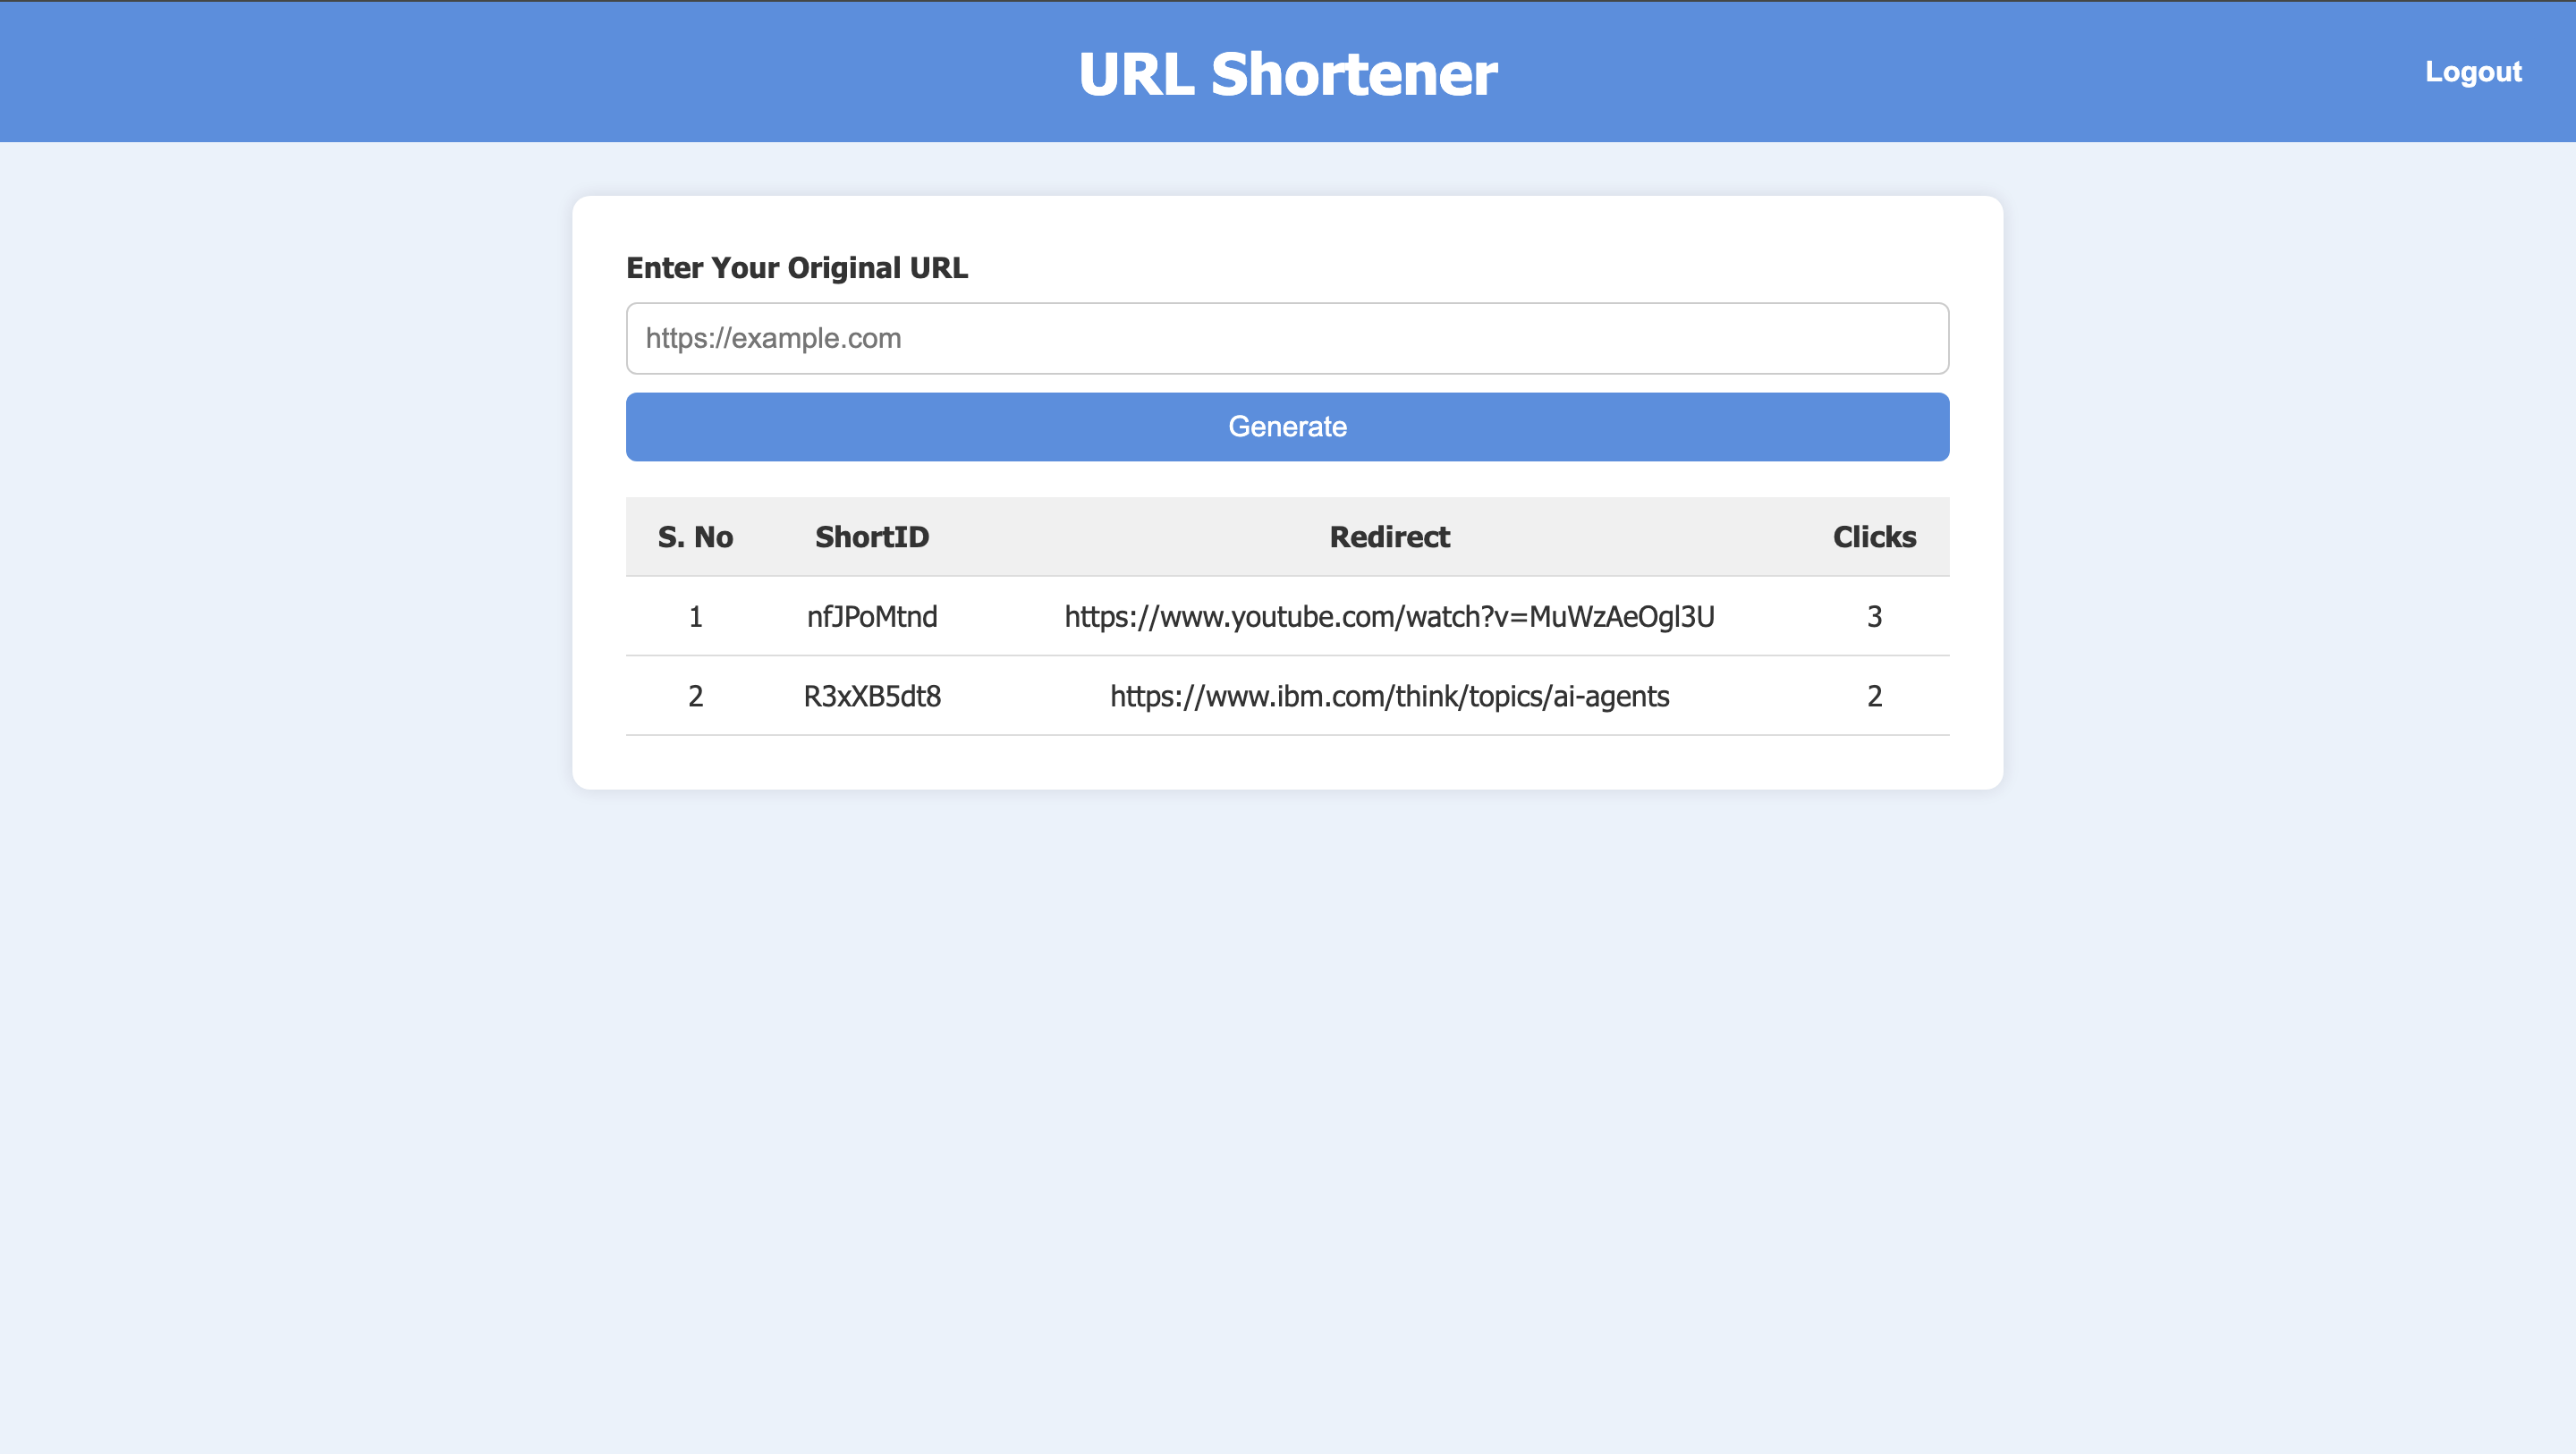 URL Shortener
Logout
Enter Your Original URL
https://example.com
Generate
S. No ShortID Redirect Clicks
1 nfJPoMtnd https://www.youtube.com/watch?v=MuWzAeOgl3U 3
2 R3xXB5dt8 https://www.ibm.com/think/topics/ai-agents 2